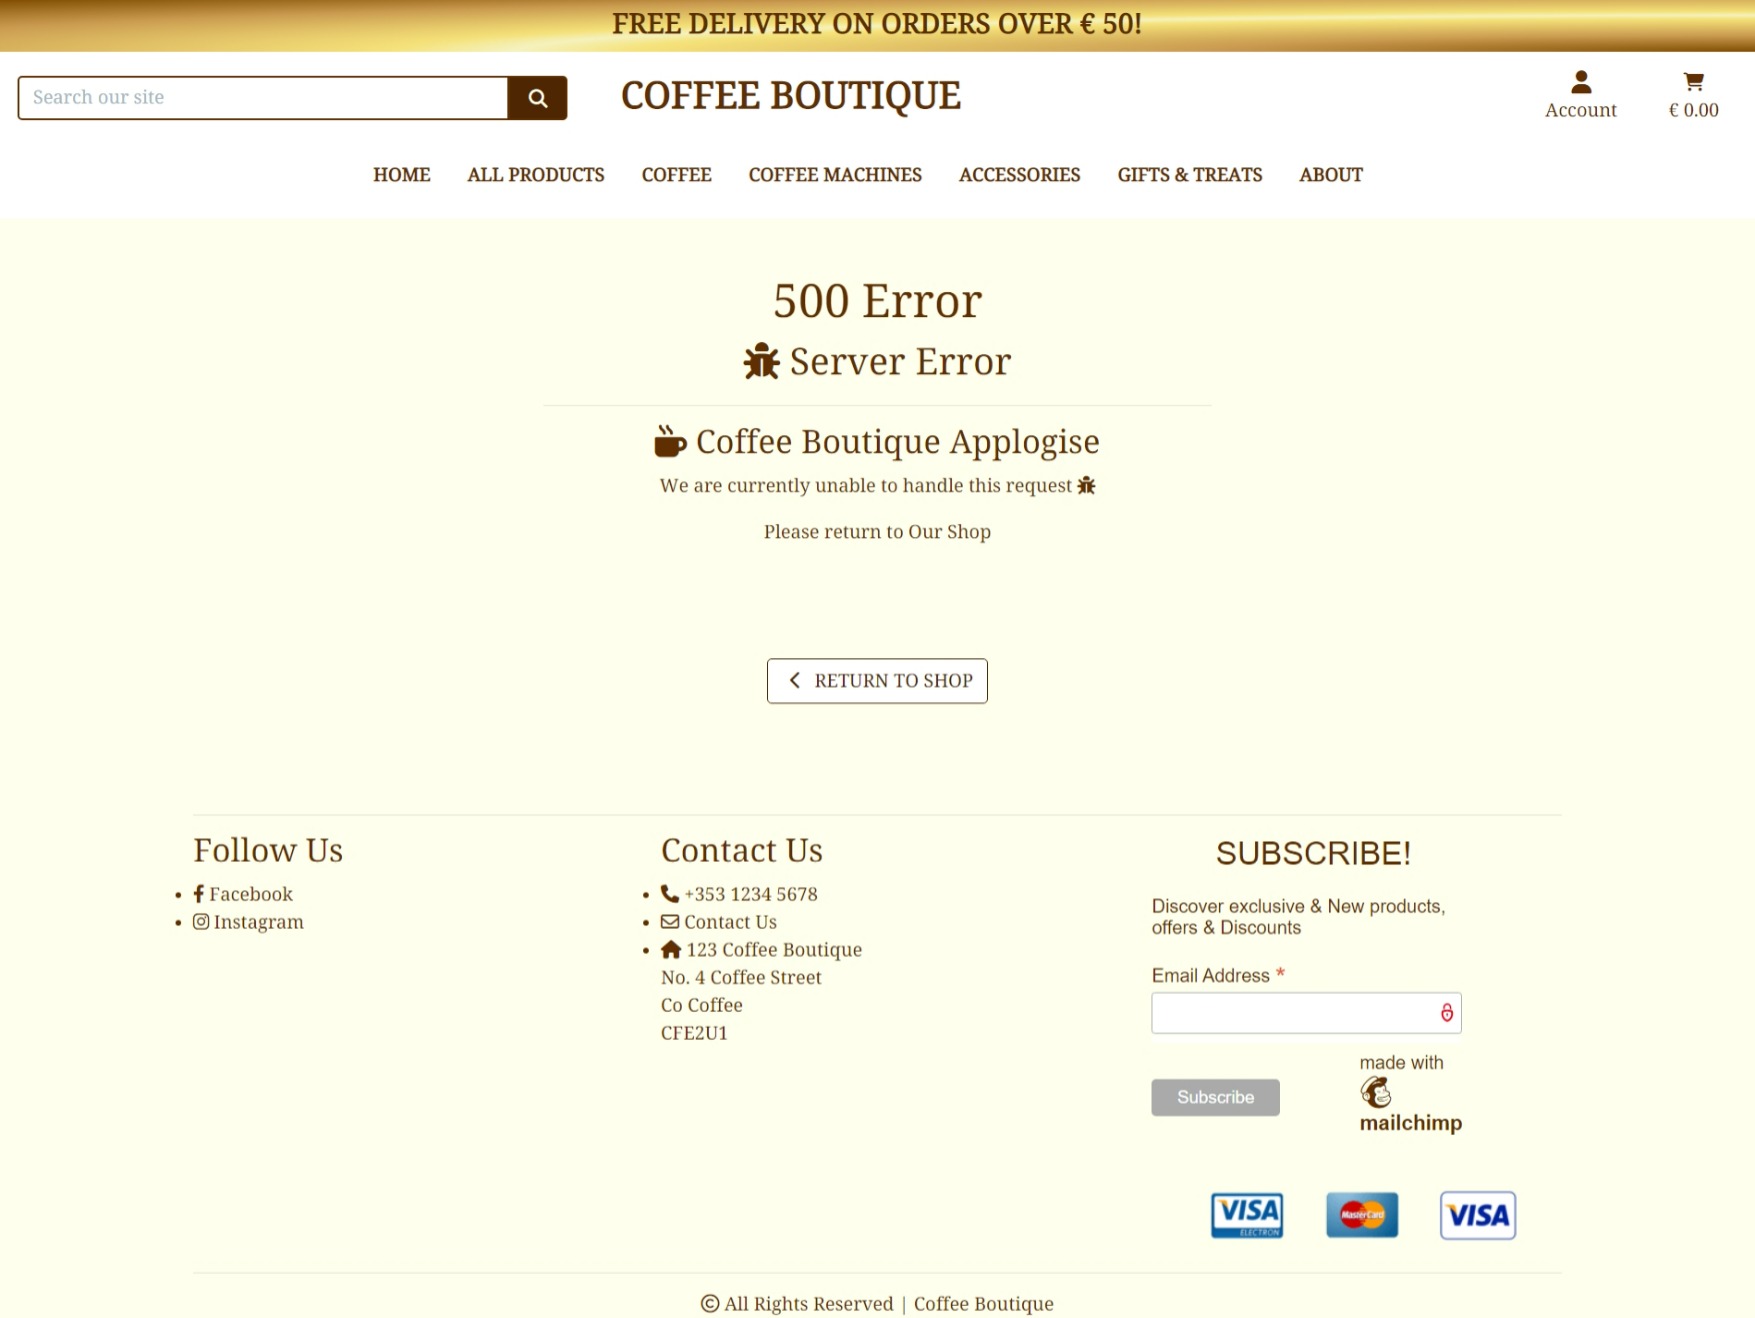 FREE DELIVERY ON ORDERS OVER € 50!
Search our site
COFFEE BOUTIQUE
Account
€ 0.00
HOME ALL PRODUCTS COFFEE COFFEE MACHINES ACCESSORIES GIFTS & TREATS ABOUT
500 Error
Server Error
Coffee Boutique Applogise
We are currently unable to handle this request
Please return to Our Shop
RETURN TO SHOP
Follow Us
Facebook
Instagram
Contact Us
+353 1234 5678
Contact Us
123 Coffee Boutique
No. 4 Coffee Street
Co Coffee
CFE2U1
SUBSCRIBE!
Discover exclusive & New products,
offers & Discounts
Email Address *
Subscribe
made with
mailchimp
VISA
ELECTRON
MasterCard
VISA
© All Rights Reserved | Coffee Boutique